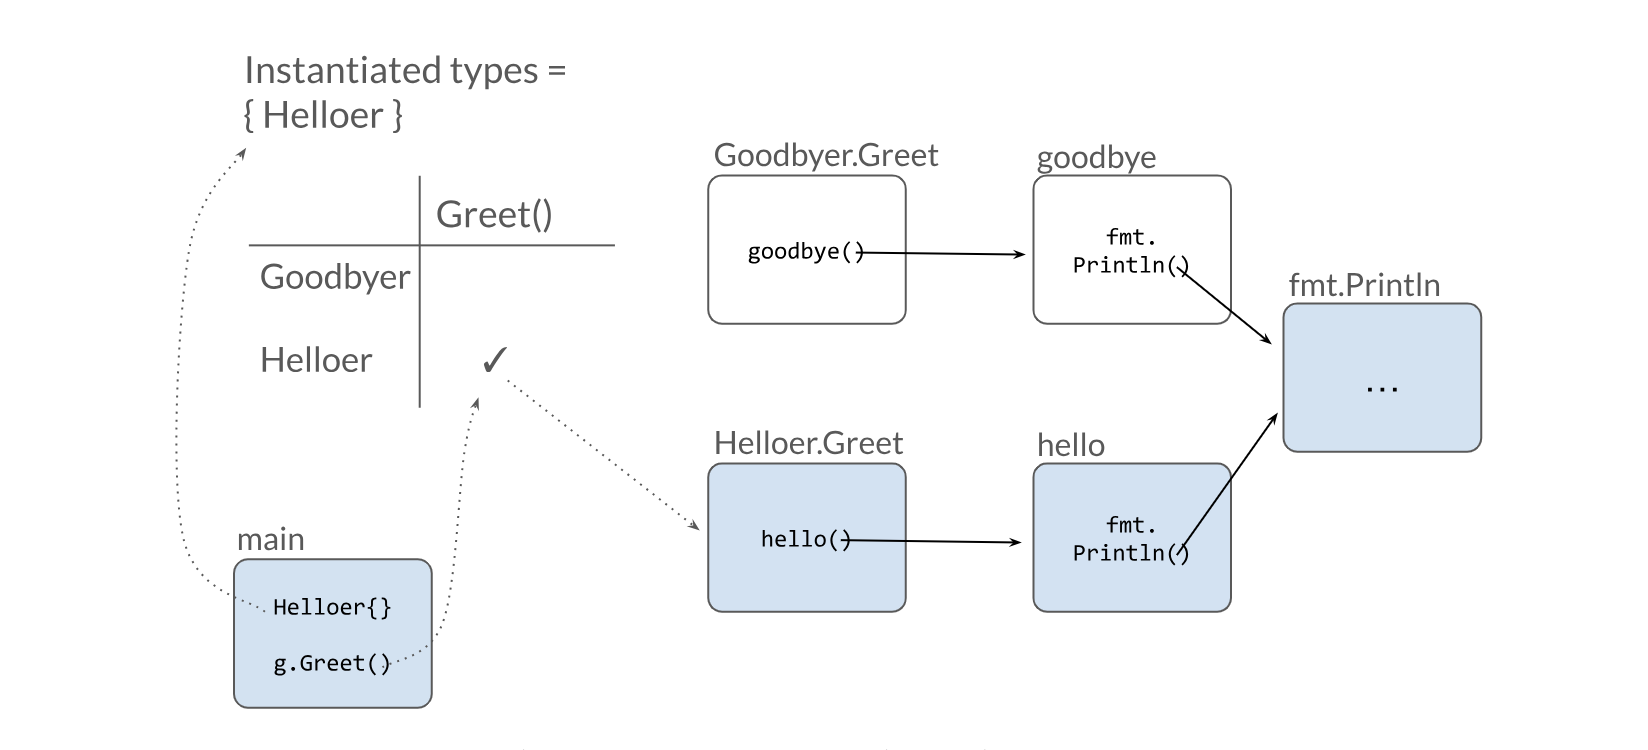 Instantiated types =
{ Helloer }
Greet()
Goodbyer
Helloer
✓
main
Helloer{}
g.Greet()
Goodbyer.Greet
goodbye()
goodbye
fmt.
Println()
Helloer.Greet
hello()
hello
fmt.
Println()
fmt.Println
...